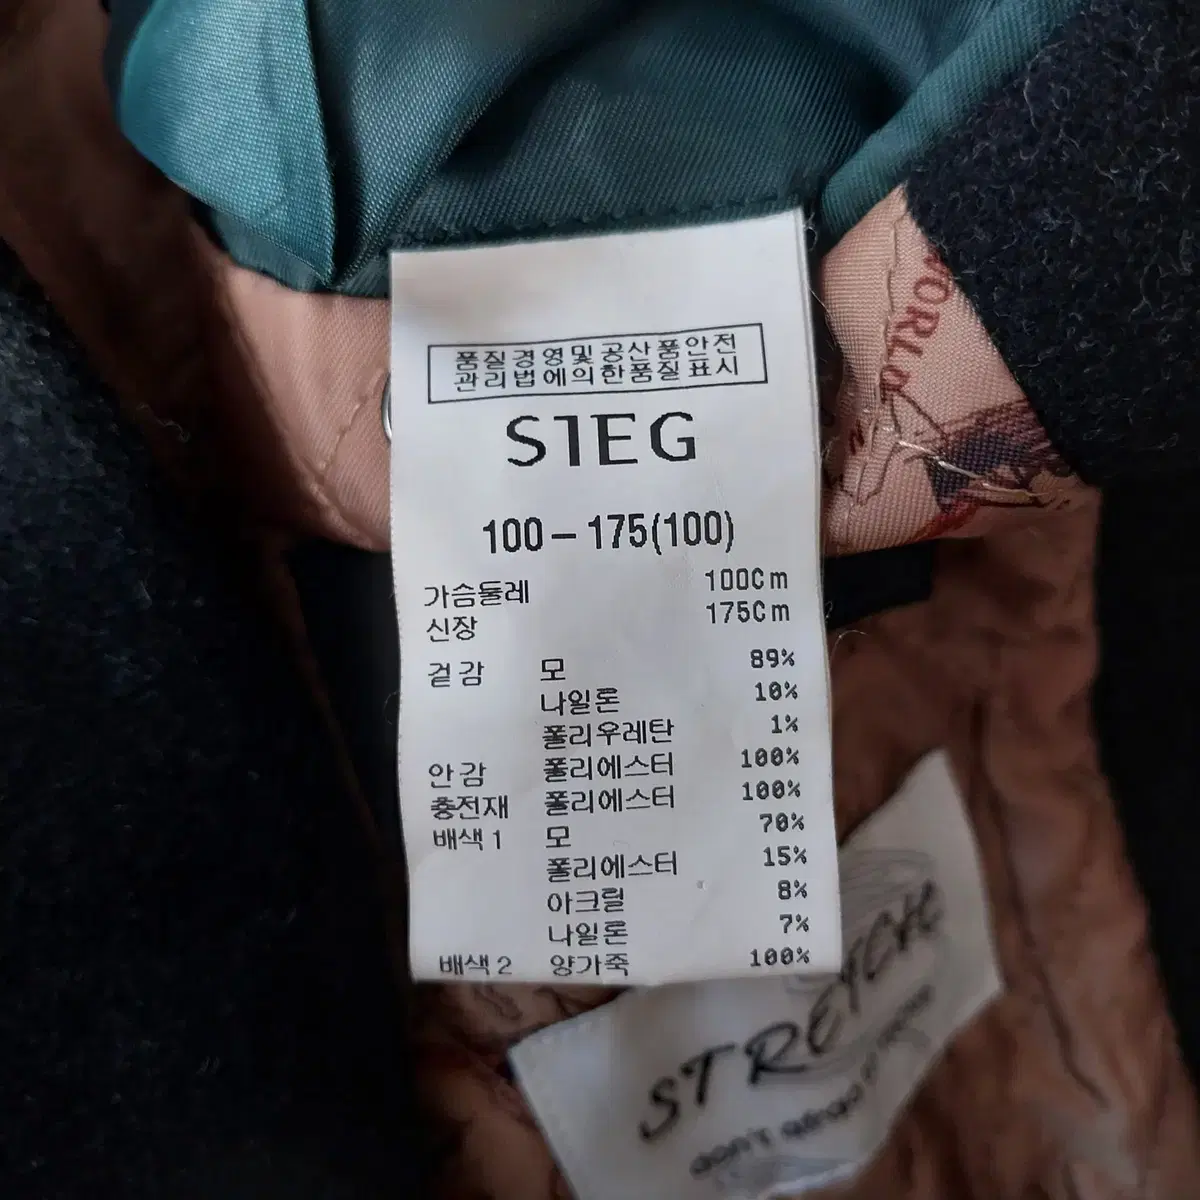 품질경영및공산품안전
관리법에의한품질표시
SIEG
100-175(100)
가슴둘레 100Cm
신장 175Cm
겉감 모 89%
나일론 10%
폴리우레탄 1%
안감 폴리에스터 100%
충전재 폴리에스터 100%
배색1 모 70%
폴리에스터 15%
아크릴 8%
나일론 7%
배색2 양가죽 100%
WORLD
STRETCH
don't